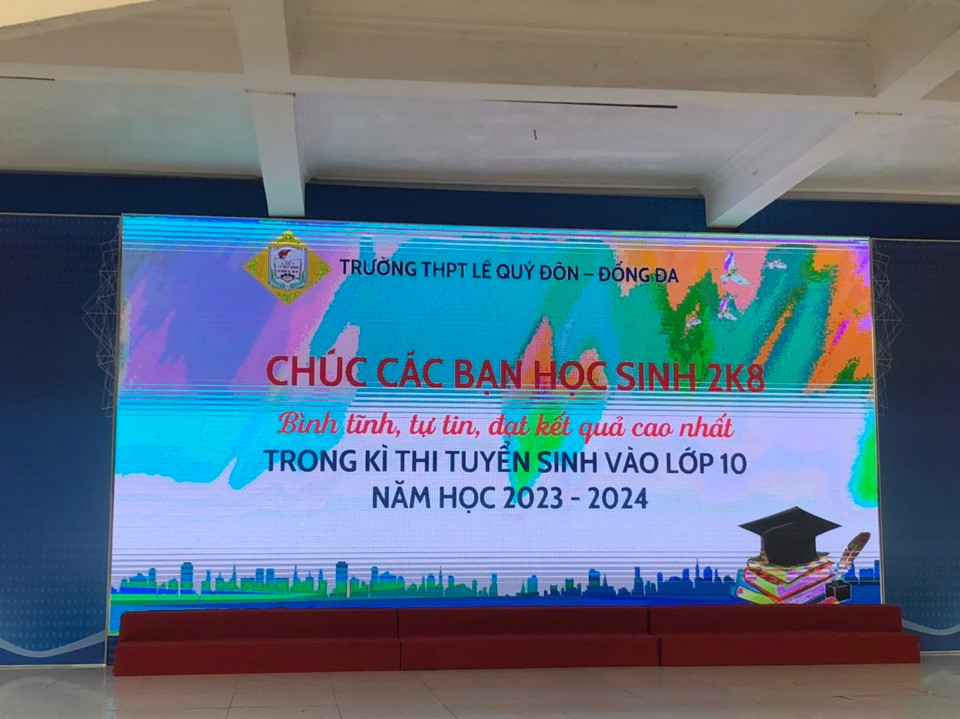 TRƯỜNG THPT LÊ QUÝ ĐÔN – ĐỐNG ĐA
CHÚC CÁC BẠN HỌC SINH 2K8
Bình tĩnh, tự tin, đạt kết quả cao nhất
TRONG KÌ THI TUYỂN SINH VÀO LỚP 10
NĂM HỌC 2023 - 2024